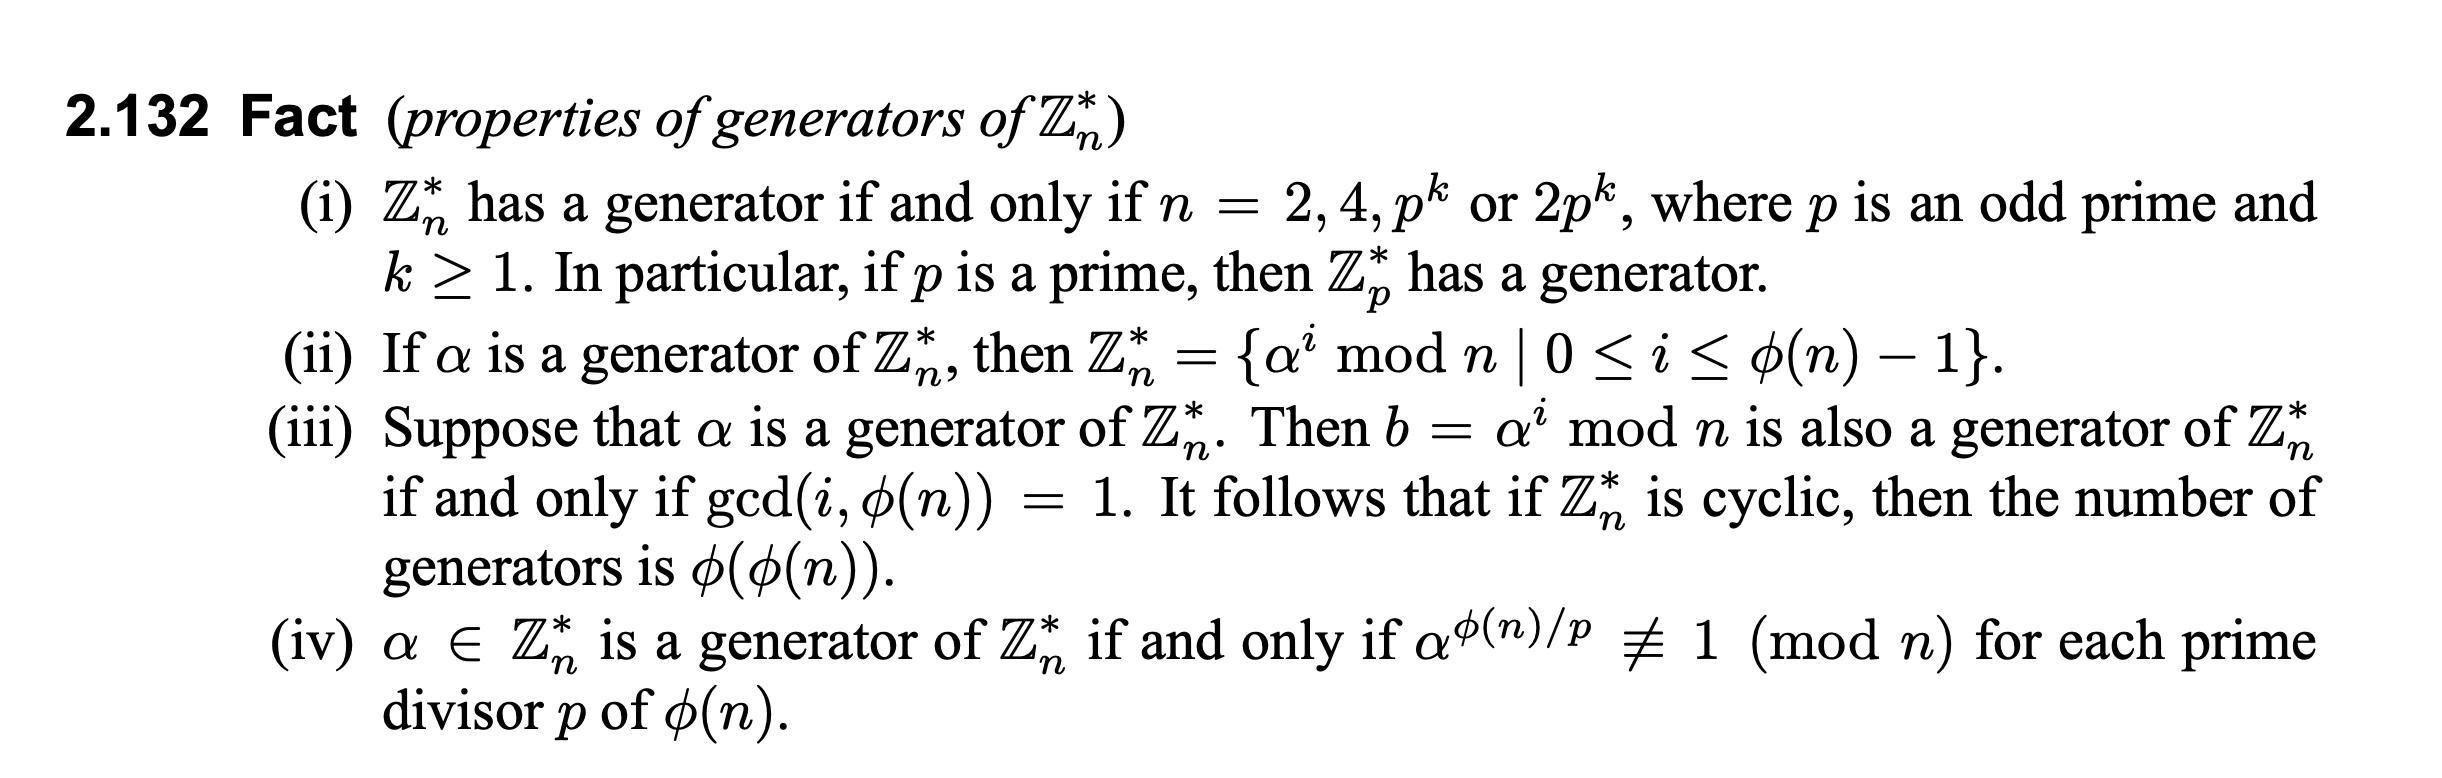 2.132 Fact (properties of generators of ℤ*ₙ)
(i) ℤ*ₙ has a generator if and only if n = 2, 4, pᵏ or 2pᵏ, where p is an odd prime and
k ≥ 1. In particular, if p is a prime, then ℤ*ₚ has a generator.
(ii) If α is a generator of ℤ*ₙ, then ℤ*ₙ = {αⁱ mod n | 0 ≤ i ≤ ϕ(n) − 1}.
(iii) Suppose that α is a generator of ℤ*ₙ. Then b = αⁱ mod n is also a generator of ℤ*ₙ
if and only if gcd(i, ϕ(n)) = 1. It follows that if ℤ*ₙ is cyclic, then the number of
generators is ϕ(ϕ(n)).
(iv) α ∈ ℤ*ₙ is a generator of ℤ*ₙ if and only if α^{ϕ(n)/p} ≢ 1 (mod n) for each prime
divisor p of ϕ(n).